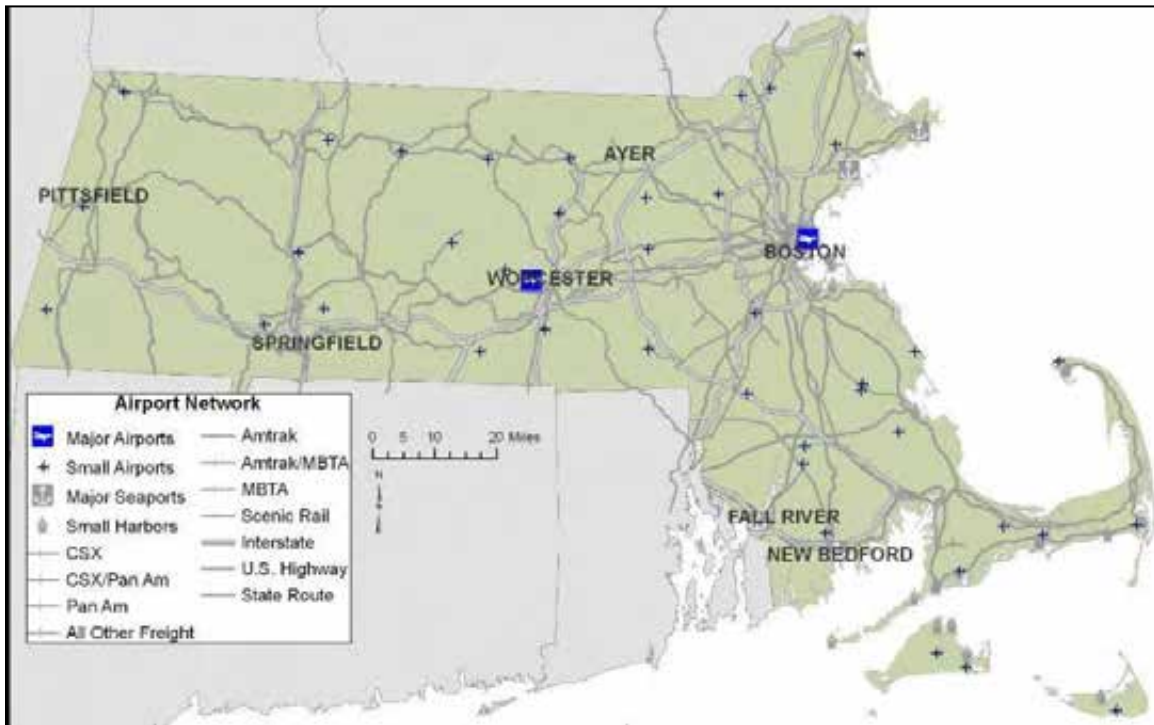 AYER
PITTSFIELD
BOSTON
WORCESTER
SPRINGFIELD
FALL RIVER
NEW BEDFORD
Airport Network
Major Airports
Small Airports
Major Seaports
Small Harbors
CSX
CSX/Pan Am
Pan Am
All Other Freight
Amtrak
Amtrak/MBTA
MBTA
Scenic Rail
Interstate
U.S. Highway
State Route
0 5 10 20 Miles
N